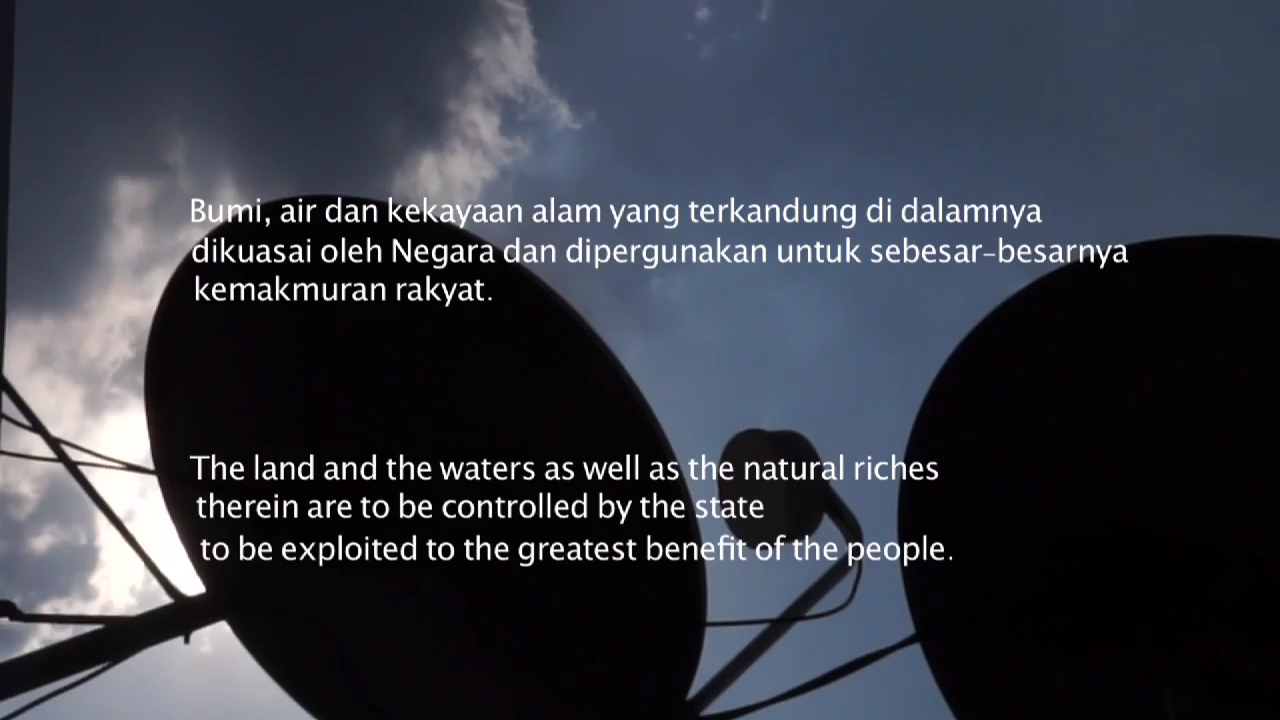 Bumi, air dan kekayaan alam yang terkandung di dalamnya
dikuasai oleh Negara dan dipergunakan untuk sebesar-besarnya
kemakmuran rakyat.
The land and the waters as well as the natural riches
therein are to be controlled by the state
to be exploited to the greatest benefit of the people.